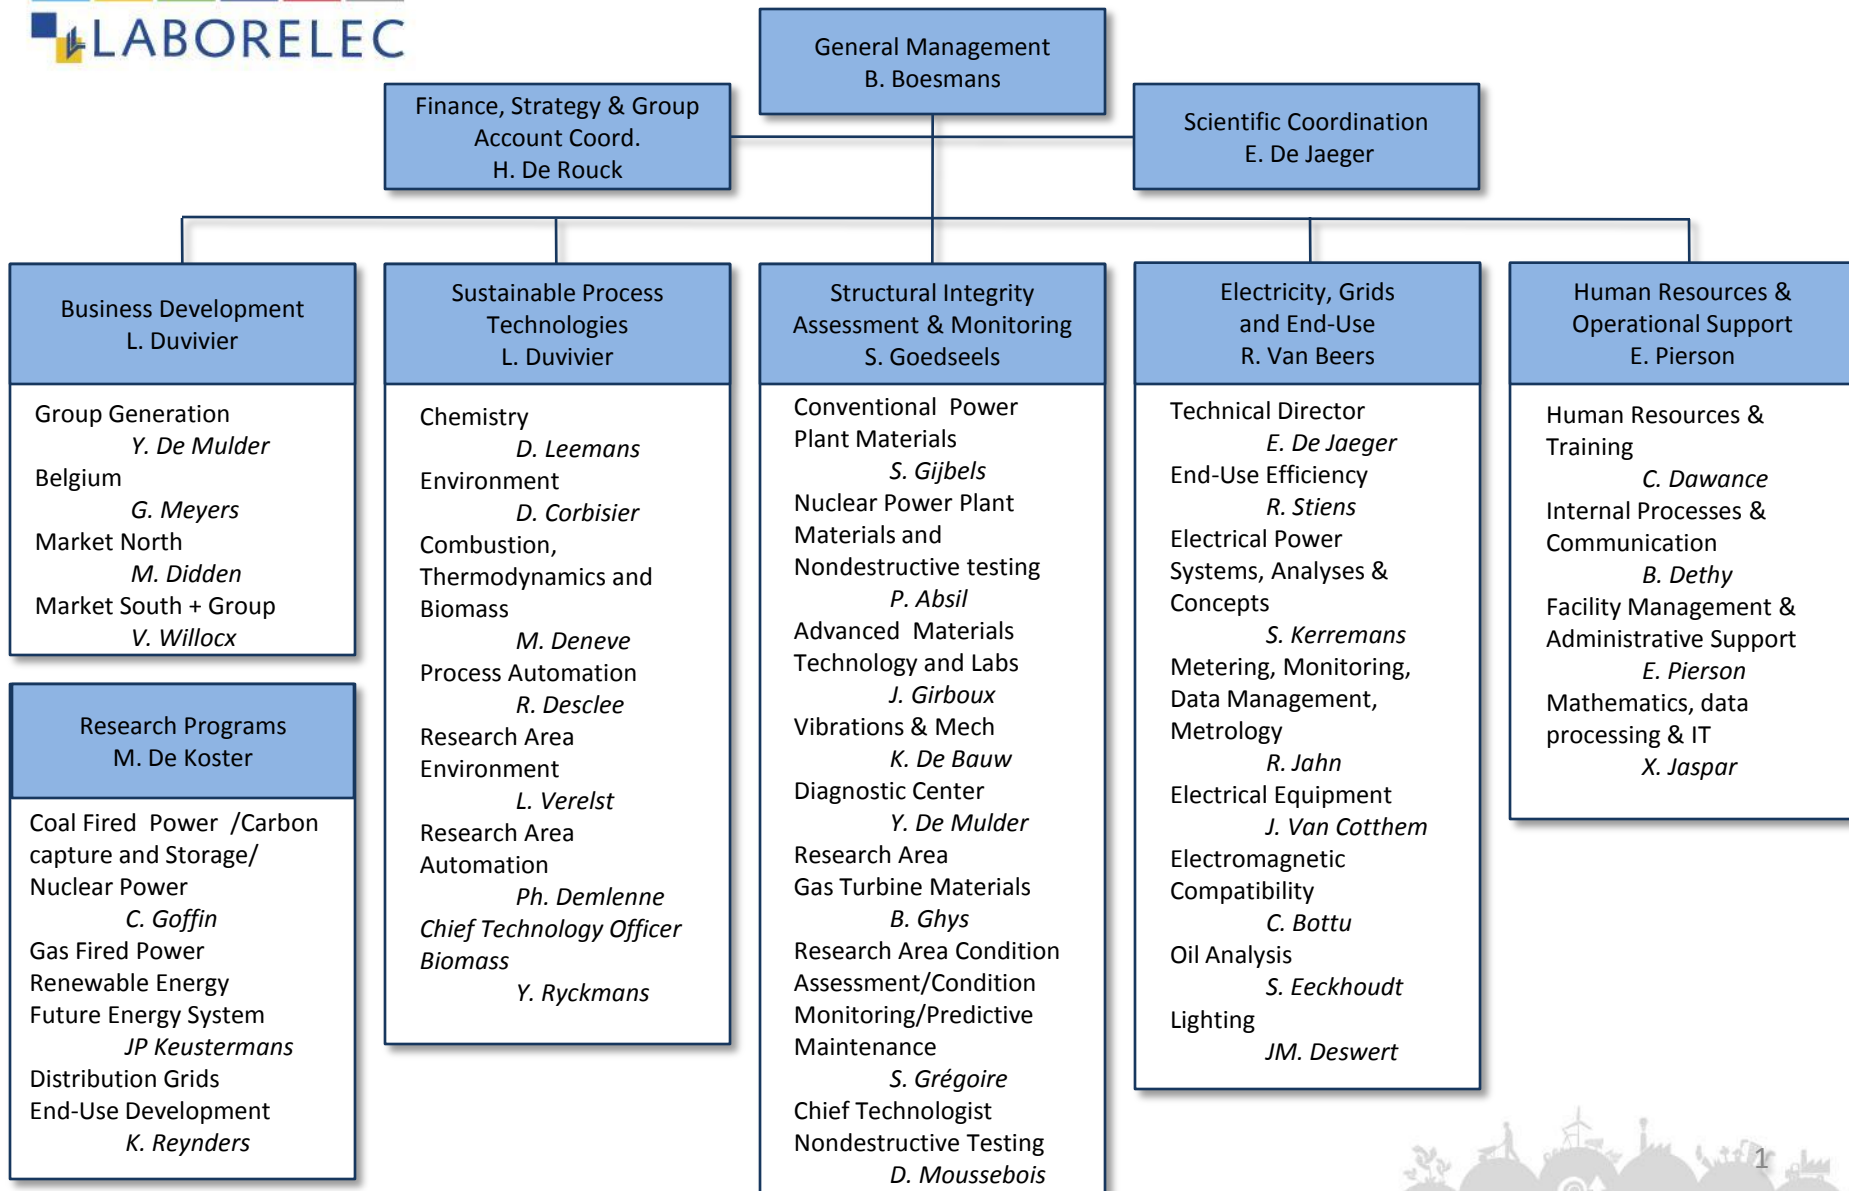 LABORELEC
General Management
B. Boesmans
Finance, Strategy & Group
Account Coord.
H. De Rouck
Scientific Coordination
E. De Jaeger
Business Development
L. Duvivier
Group Generation
Y. De Mulder
Belgium
G. Meyers
Market North
M. Didden
Market South + Group
V. Willocx
Research Programs
M. De Koster
Coal Fired Power /Carbon
capture and Storage/
Nuclear Power
C. Goffin
Gas Fired Power
Renewable Energy
Future Energy System
JP Keustermans
Distribution Grids
End-Use Development
K. Reynders
Sustainable Process
Technologies
L. Duvivier
Chemistry
D. Leemans
Environment
D. Corbisier
Combustion,
Thermodynamics and
Biomass
M. Deneve
Process Automation
R. Desclee
Research Area
Environment
L. Verelst
Research Area
Automation
Ph. Demlenne
Chief Technology Officer
Biomass
Y. Ryckmans
Structural Integrity
Assessment & Monitoring
S. Goedseels
Conventional Power
Plant Materials
S. Gijbels
Nuclear Power Plant
Materials and
Nondestructive testing
P. Absil
Advanced Materials
Technology and Labs
J. Girboux
Vibrations & Mech
K. De Bauw
Diagnostic Center
Y. De Mulder
Research Area
Gas Turbine Materials
B. Ghys
Research Area Condition
Assessment/Condition
Monitoring/Predictive
Maintenance
S. Grégoire
Chief Technologist
Nondestructive Testing
D. Moussebois
Electricity, Grids
and End-Use
R. Van Beers
Technical Director
E. De Jaeger
End-Use Efficiency
R. Stiens
Electrical Power
Systems, Analyses &
Concepts
S. Kerremans
Metering, Monitoring,
Data Management,
Metrology
R. Jahn
Electrical Equipment
J. Van Cotthem
Electromagnetic
Compatibility
C. Bottu
Oil Analysis
S. Eeckhoudt
Lighting
JM. Deswert
Human Resources &
Operational Support
E. Pierson
Human Resources &
Training
C. Dawance
Internal Processes &
Communication
B. Dethy
Facility Management &
Administrative Support
E. Pierson
Mathematics, data
processing & IT
X. Jaspar
1